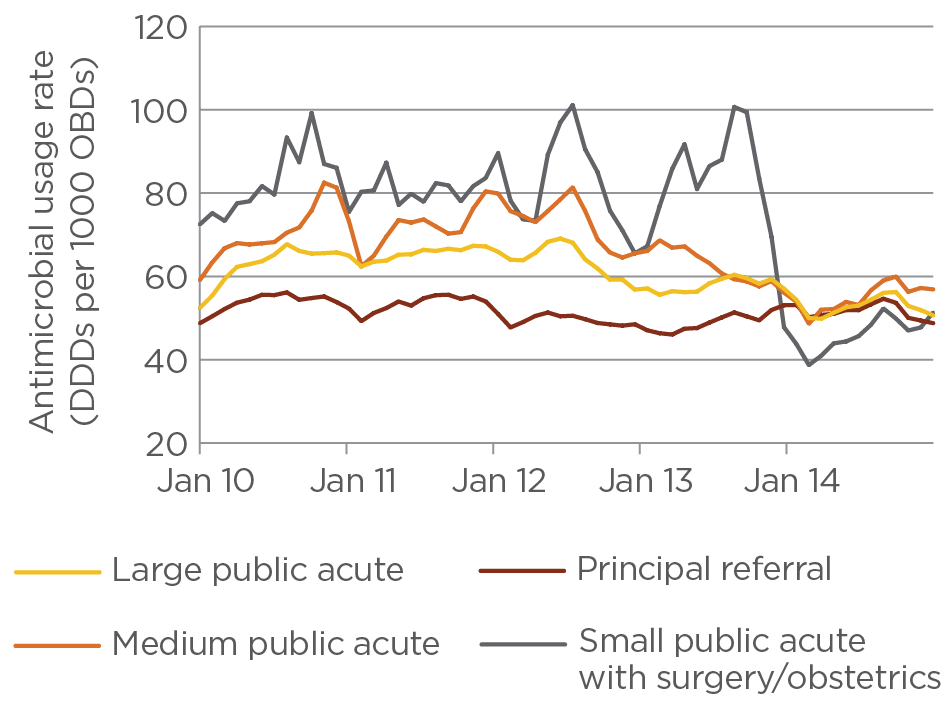 Antimicrobial usage rate
(DDDs per 1000 OBDs)
120
100
80
60
40
20
Jan 10
Jan 11
Jan 12
Jan 13
Jan 14
Large public acute
Principal referral
Medium public acute
Small public acute
with surgery/obstetrics